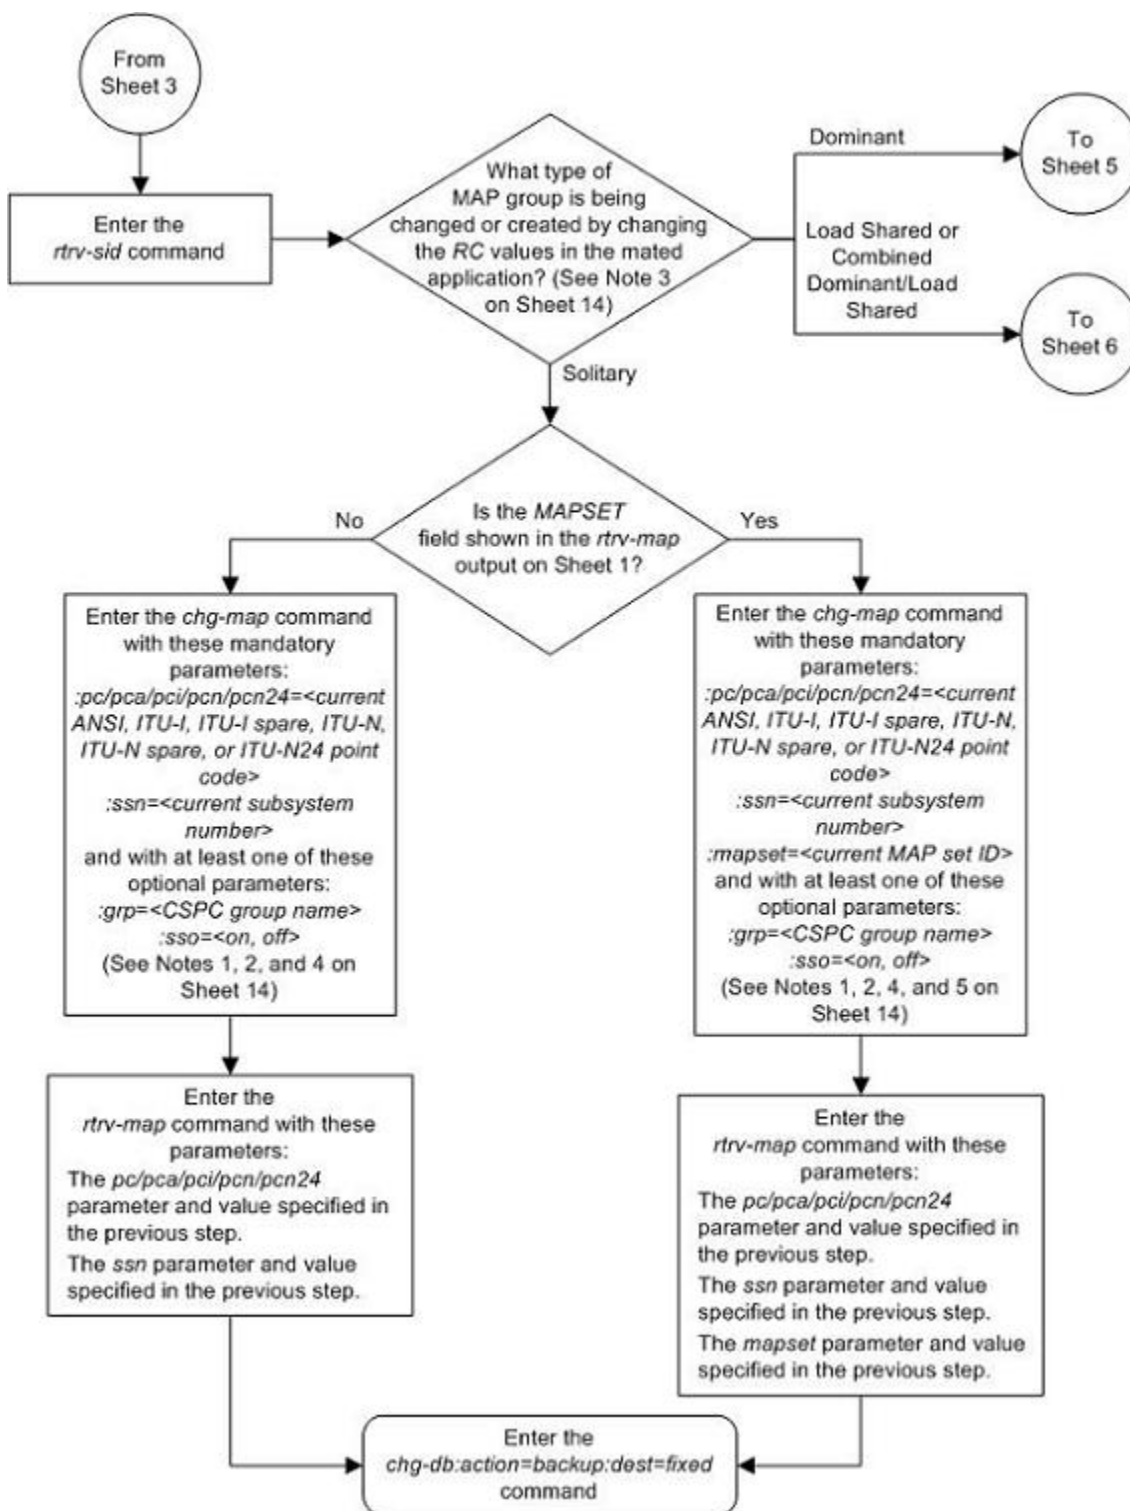 From
Sheet 3
Enter the
rtrv-sid command
What type of
MAP group is being
changed or created by changing
the RC values in the mated
application? (See Note 3
on Sheet 14)
Dominant
To
Sheet 5
Load Shared or
Combined
Dominant/Load
Shared
To
Sheet 6
Solitary
Is the MAPSET
field shown in the rtrv-map
output on Sheet 1?
No
Yes
Enter the chg-map command
with these mandatory
parameters:
:pc/pca/pci/pcn/pcn24=<current
ANSI, ITU-I, ITU-I spare, ITU-N,
ITU-N spare, or ITU-N24 point
code>
:ssn=<current subsystem
number>
and with at least one of these
optional parameters:
:grp=<CSPC group name>
:sso=<on, off>
(See Notes 1, 2, and 4 on
Sheet 14)
Enter the chg-map command
with these mandatory
parameters:
:pc/pca/pci/pcn/pcn24=<current
ANSI, ITU-I, ITU-I spare, ITU-N,
ITU-N spare, or ITU-N24 point
code>
:ssn=<current subsystem
number>
:mapset=<current MAP set ID>
and with at least one of these
optional parameters:
:grp=<CSPC group name>
:sso=<on, off>
(See Notes 1, 2, 4, and 5 on
Sheet 14)
Enter the
rtrv-map command with these
parameters:
The pc/pca/pci/pcn/pcn24
parameter and value specified in
the previous step.
The ssn parameter and value
specified in the previous step.
Enter the
rtrv-map command with these
parameters:
The pc/pca/pci/pcn/pcn24
parameter and value specified in
the previous step.
The ssn parameter and value
specified in the previous step.
The mapset parameter and value
specified in the previous step.
Enter the
chg-db:action=backup:dest=fixed
command